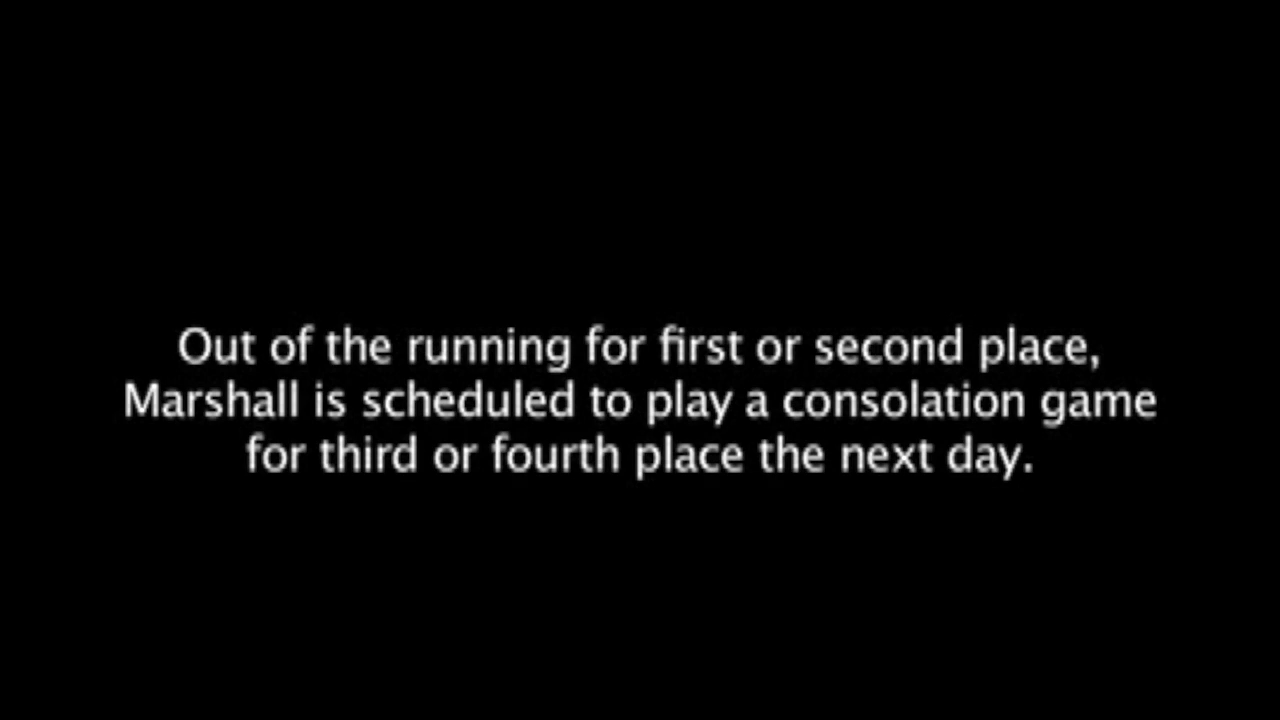 Out of the running for first or second place,
Marshall is scheduled to play a consolation game
for third or fourth place the next day.